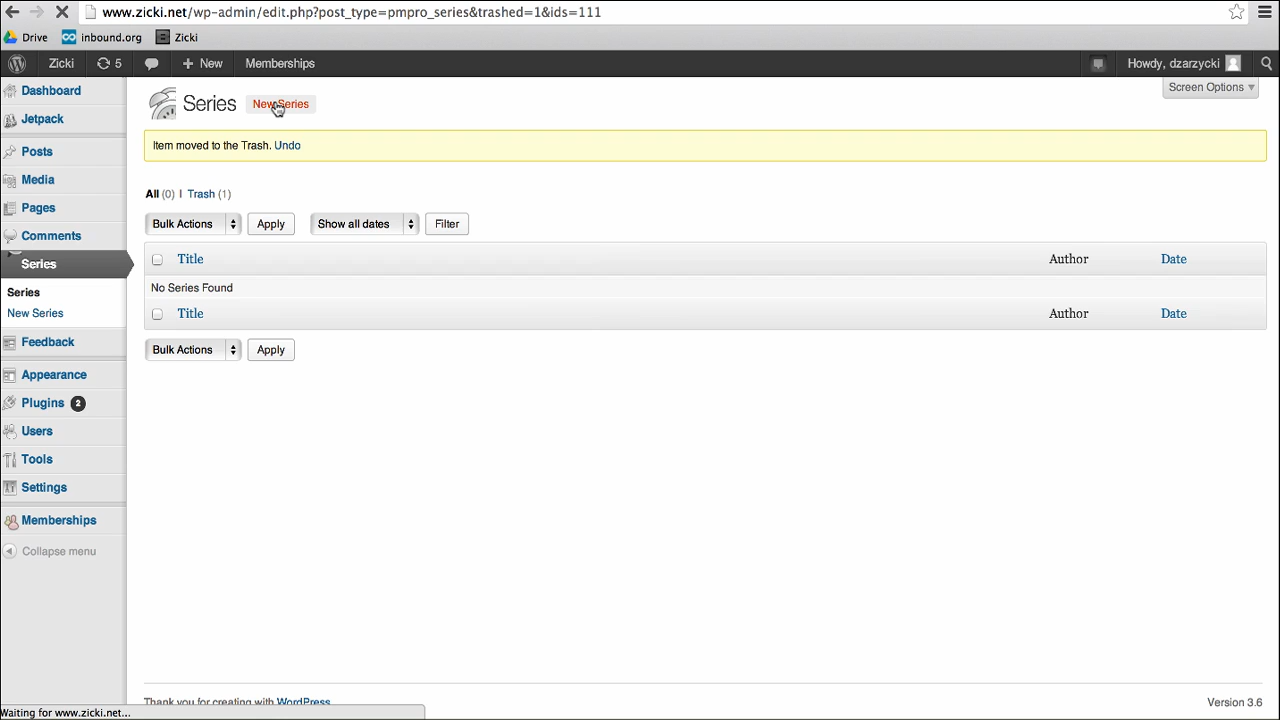 www.zicki.net/wp-admin/edit.php?post_type=pmpro_series&trashed=1&ids=111
Drive inbound.org Zicki
Zicki 5 + New Memberships Howdy, dzarzycki
Dashboard
Jetpack
Posts
Media
Pages
Comments
Series
Series
New Series
Feedback
Appearance
Plugins 2
Users
Tools
Settings
Memberships
Collapse menu
Screen Options
Series New Series
Item moved to the Trash. Undo
All (0) | Trash (1)
Bulk Actions Apply Show all dates Filter
Title Author Date
No Series Found
Title Author Date
Bulk Actions Apply
Thank you for creating with WordPress. Version 3.6
Waiting for www.zicki.net...